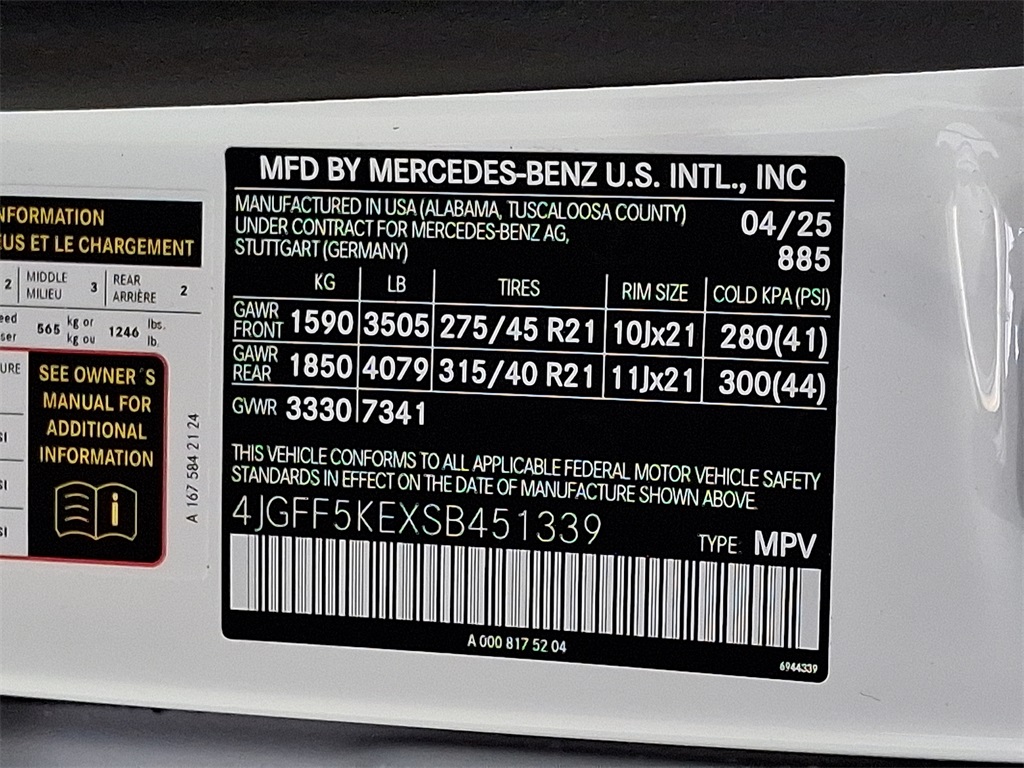 NFORMATION
EUS ET LE CHARGEMENT
2 MIDDLE MILIEU 3 REAR ARRIÈRE 2
565 kg or kg ou 1246 lbs. lb.
SEE OWNER'S
MANUAL FOR
ADDITIONAL
INFORMATION
i
A 167 584 21 24
MFD BY MERCEDES-BENZ U.S. INTL., INC
MANUFACTURED IN USA (ALABAMA, TUSCALOOSA COUNTY)
UNDER CONTRACT FOR MERCEDES-BENZ AG,
STUTTGART (GERMANY)
04/25
885
KG LB TIRES RIM SIZE COLD KPA (PSI)
GAWR FRONT 1590 3505 275/45 R21 10Jx21 280(41)
GAWR REAR 1850 4079 315/40 R21 11Jx21 300(44)
GVWR 3330 7341
THIS VEHICLE CONFORMS TO ALL APPLICABLE FEDERAL MOTOR VEHICLE SAFETY
STANDARDS IN EFFECT ON THE DATE OF MANUFACTURE SHOWN ABOVE.
4JGFF5KEXSB451339
TYPE: MPV
A 000 817 52 04
6944339